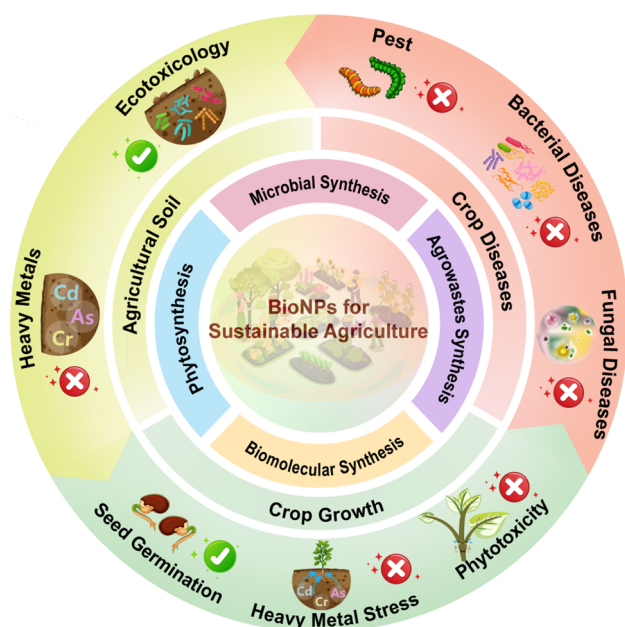 Pest
Bacterial Diseases
Fungal Diseases
Ecotoxicology
Heavy Metals
Cd
As
Cr
Agricultural Soil
Crop Diseases
Microbial Synthesis
Phytosynthesis
Agrowastes Synthesis
BioNPs for
Sustainable Agriculture
Biomolecular Synthesis
Crop Growth
Seed Germination
Heavy Metal Stress
Cd
Cr
As
Phytotoxicity